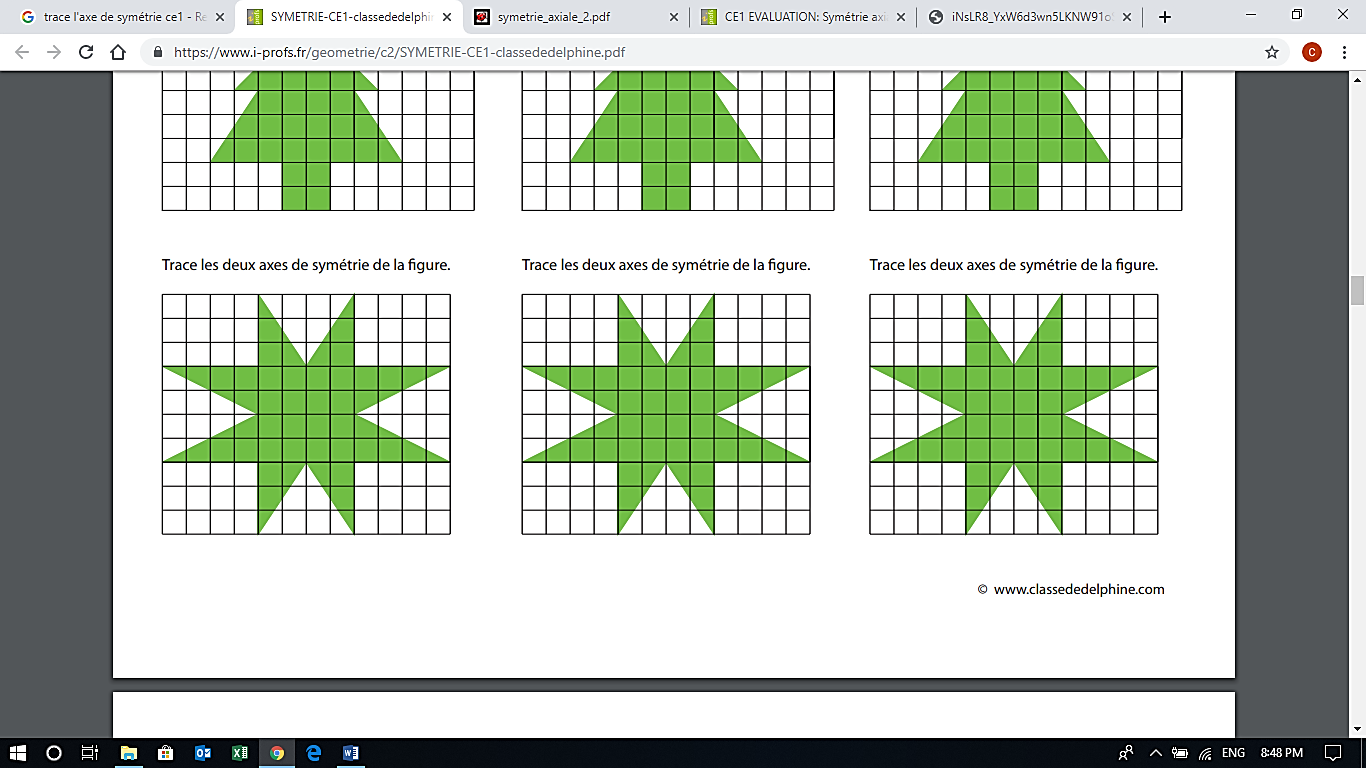 trace l'axe de symétrie ce1 - Re
SYMETRIE-CE1-classededelphin
symetrie_axiale_2.pdf
CE1 EVALUATION: Symétrie axi
iNsLR8_YxW6d3wn5LKNW91o
https://www.i-profs.fr/geometrie/c2/SYMETRIE-CE1-classededelphine.pdf
C
Trace les deux axes de symétrie de la figure.
Trace les deux axes de symétrie de la figure.
Trace les deux axes de symétrie de la figure.
© www.classededelphine.com
ENG
8:48 PM